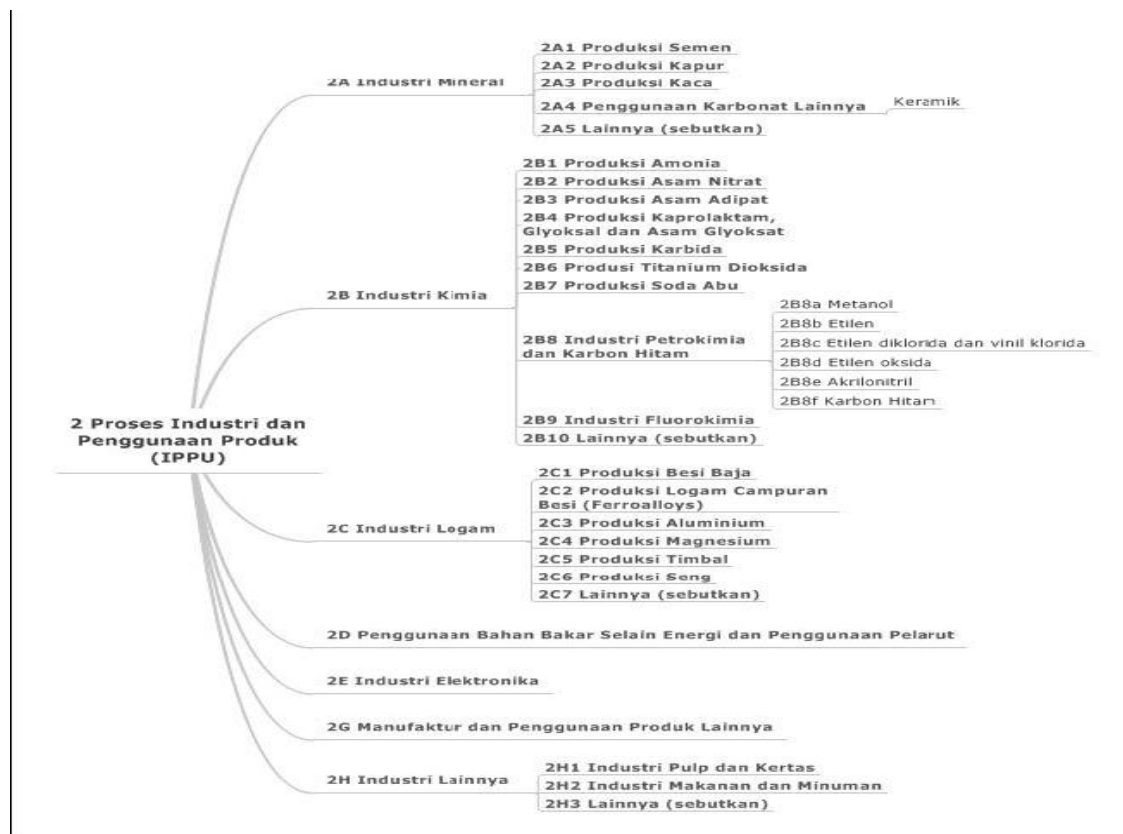 2 Proses Industri dan
Penggunaan Produk
(IPPU)
2A Industri Mineral
2A1 Produksi Semen
2A2 Produksi Kapur
2A3 Produksi Kaca
2A4 Penggunaan Karbonat Lainnya
Keramik
2A5 Lainnya (sebutkan)
2B Industri Kimia
2B1 Produksi Amonia
2B2 Produksi Asam Nitrat
2B3 Produksi Asam Adipat
2B4 Produksi Kaprolaktam,
Glyoksal dan Asam Glyoksat
2B5 Produksi Karbida
2B6 Produsi Titanium Dioksida
2B7 Produksi Soda Abu
2B8 Industri Petrokimia
dan Karbon Hitam
2B8a Metanol
2B8b Etilen
2B8c Etilen diklorida dan vinil klorida
2B8d Etilen oksida
2B8e Akrilonitril
2B8f Karbon Hitam
2B9 Industri Fluorokimia
2B10 Lainnya (sebutkan)
2C Industri Logam
2C1 Produksi Besi Baja
2C2 Produksi Logam Campuran
Besi (Ferroalloys)
2C3 Produksi Aluminium
2C4 Produksi Magnesium
2C5 Produksi Timbal
2C6 Produksi Seng
2C7 Lainnya (sebutkan)
2D Penggunaan Bahan Bakar Selain Energi dan Penggunaan Pelarut
2E Industri Elektronika
2G Manufaktur dan Penggunaan Produk Lainnya
2H Industri Lainnya
2H1 Industri Pulp dan Kertas
2H2 Industri Makanan dan Minuman
2H3 Lainnya (sebutkan)